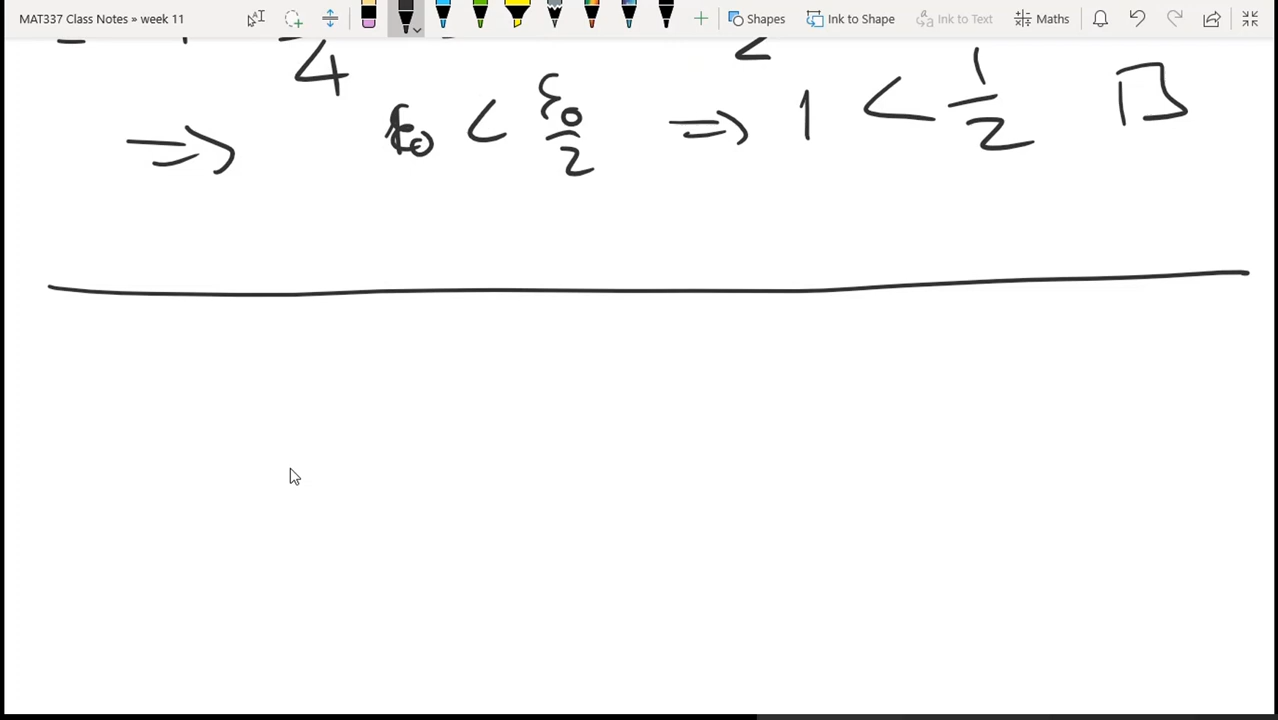 MAT337 Class Notes » week 11
Shapes
Ink to Shape
Ink to Text
Maths
4
2
⇒ ε₀ < ε₀/2 ⇒ 1 < 1/2